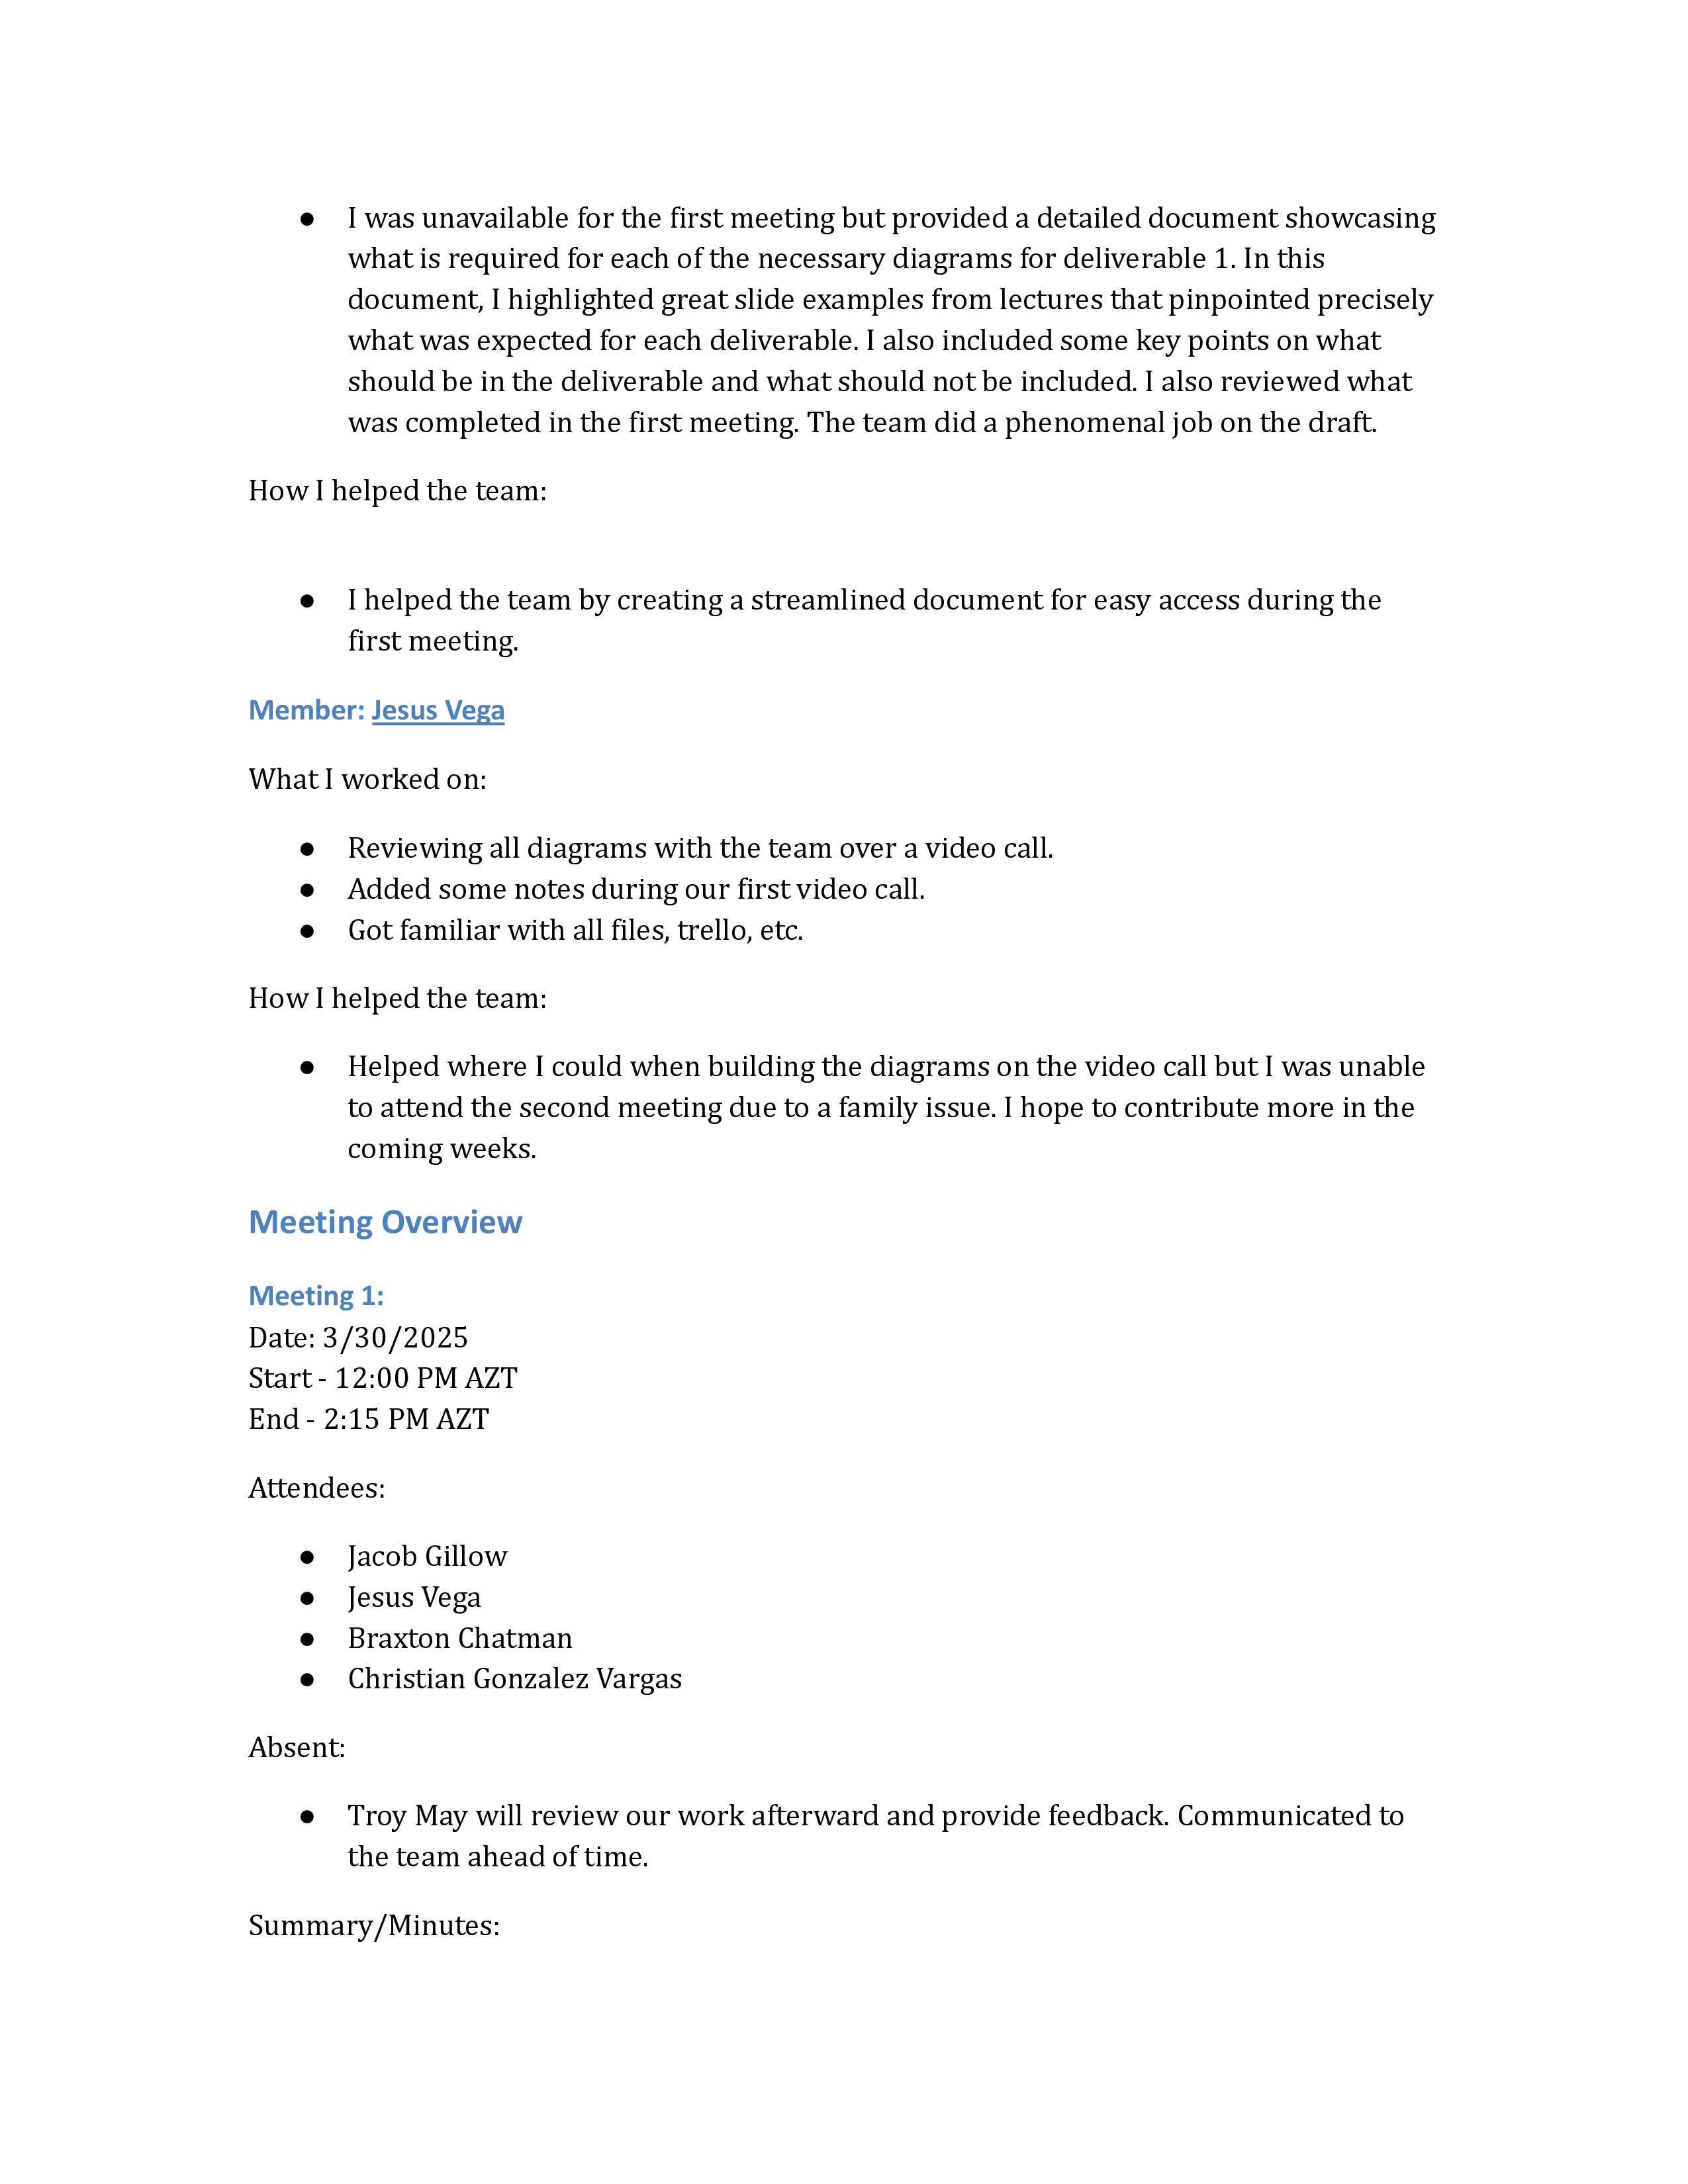 ● I was unavailable for the first meeting but provided a detailed document showcasing
what is required for each of the necessary diagrams for deliverable 1. In this
document, I highlighted great slide examples from lectures that pinpointed precisely
what was expected for each deliverable. I also included some key points on what
should be in the deliverable and what should not be included. I also reviewed what
was completed in the first meeting. The team did a phenomenal job on the draft.
How I helped the team:
● I helped the team by creating a streamlined document for easy access during the
first meeting.
Member: Jesus Vega
What I worked on:
● Reviewing all diagrams with the team over a video call.
● Added some notes during our first video call.
● Got familiar with all files, trello, etc.
How I helped the team:
● Helped where I could when building the diagrams on the video call but I was unable
to attend the second meeting due to a family issue. I hope to contribute more in the
coming weeks.
Meeting Overview
Meeting 1:
Date: 3/30/2025
Start - 12:00 PM AZT
End - 2:15 PM AZT
Attendees:
● Jacob Gillow
● Jesus Vega
● Braxton Chatman
● Christian Gonzalez Vargas
Absent:
● Troy May will review our work afterward and provide feedback. Communicated to
the team ahead of time.
Summary/Minutes: